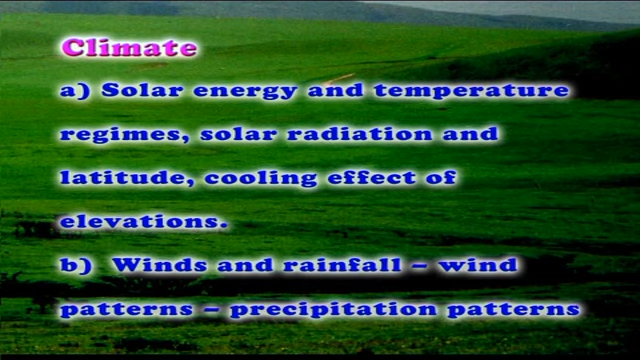 Climate
a) Solar energy and temperature
regimes, solar radiation and
latitude, cooling effect of
elevations.
b)  Winds and rainfall – wind
patterns – precipitation patterns